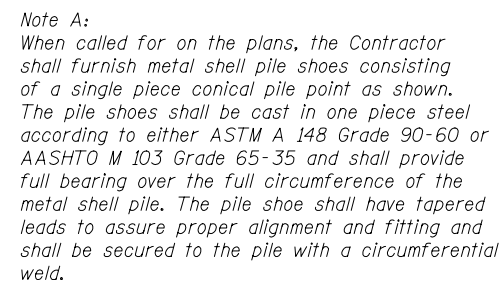 Note A:
When called for on the plans, the Contractor
shall furnish metal shell pile shoes consisting
of a single piece conical pile point as shown.
The pile shoes shall be cast in one piece steel
according to either ASTM A 148 Grade 90-60 or
AASHTO M 103 Grade 65-35 and shall provide
full bearing over the full circumference of the
metal shell pile. The pile shoe shall have tapered
leads to assure proper alignment and fitting and
shall be secured to the pile with a circumferential
weld.